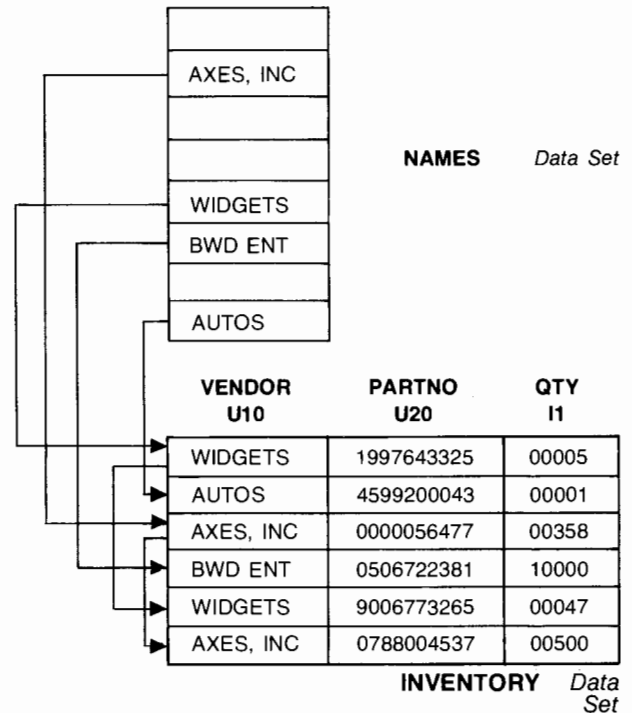 AXES, INC
NAMES Data Set
WIDGETS
BWD ENT
AUTOS
VENDOR PARTNO QTY
U10 U20 I1
WIDGETS 1997643325 00005
AUTOS 4599200043 00001
AXES, INC 0000056477 00358
BWD ENT 0506722381 10000
WIDGETS 9006773265 00047
AXES, INC 0788004537 00500
INVENTORY Data
Set